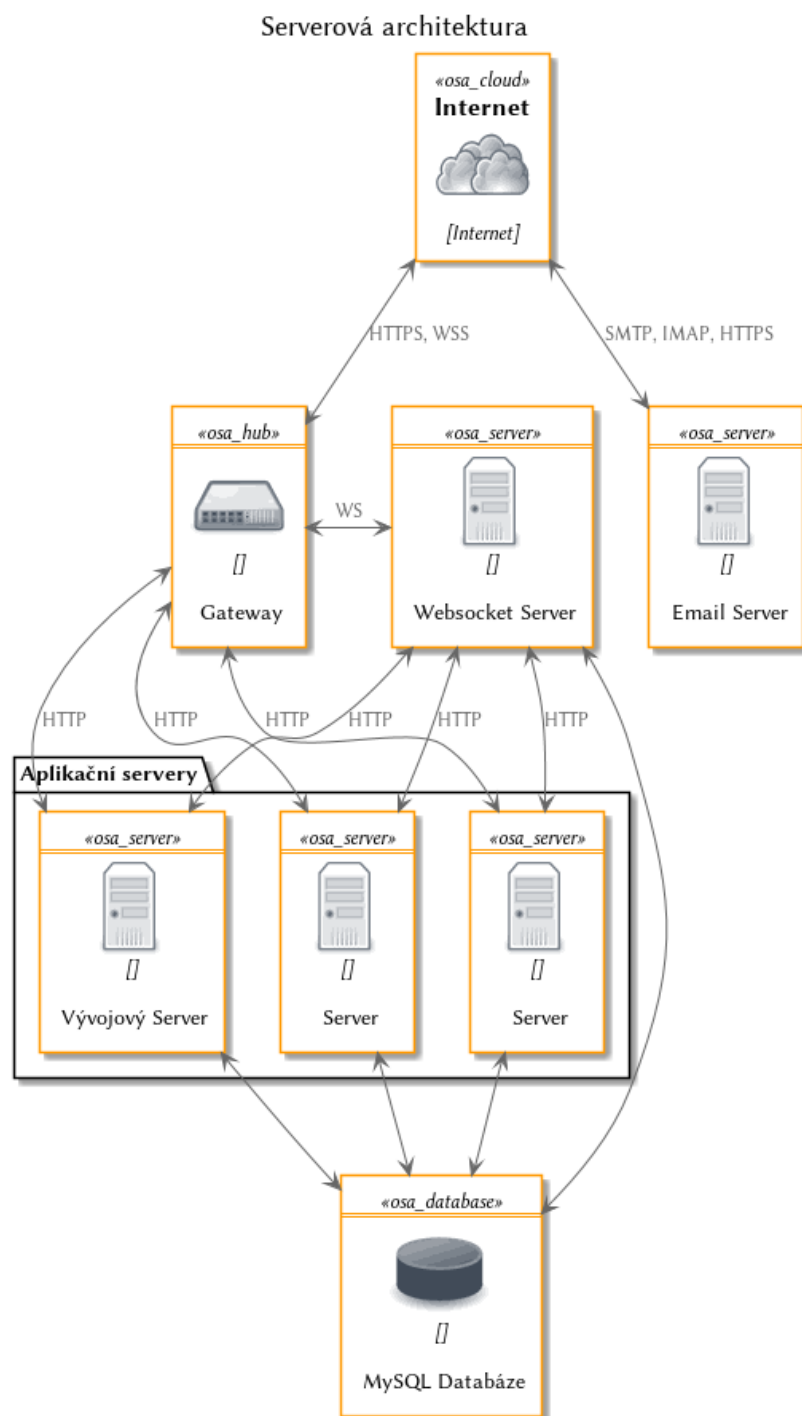 Serverová architektura
«osa_cloud»
Internet
[Internet]
HTTPS, WSS
SMTP, IMAP, HTTPS
«osa_hub»
[]
Gateway
WS
«osa_server»
[]
Websocket Server
«osa_server»
[]
Email Server
HTTP
HTTP
HTTP
HTTP
HTTP
HTTP
Aplikační servery
«osa_server»
[]
Vývojový Server
«osa_server»
[]
Server
«osa_server»
[]
Server
«osa_database»
[]
MySQL Databáze